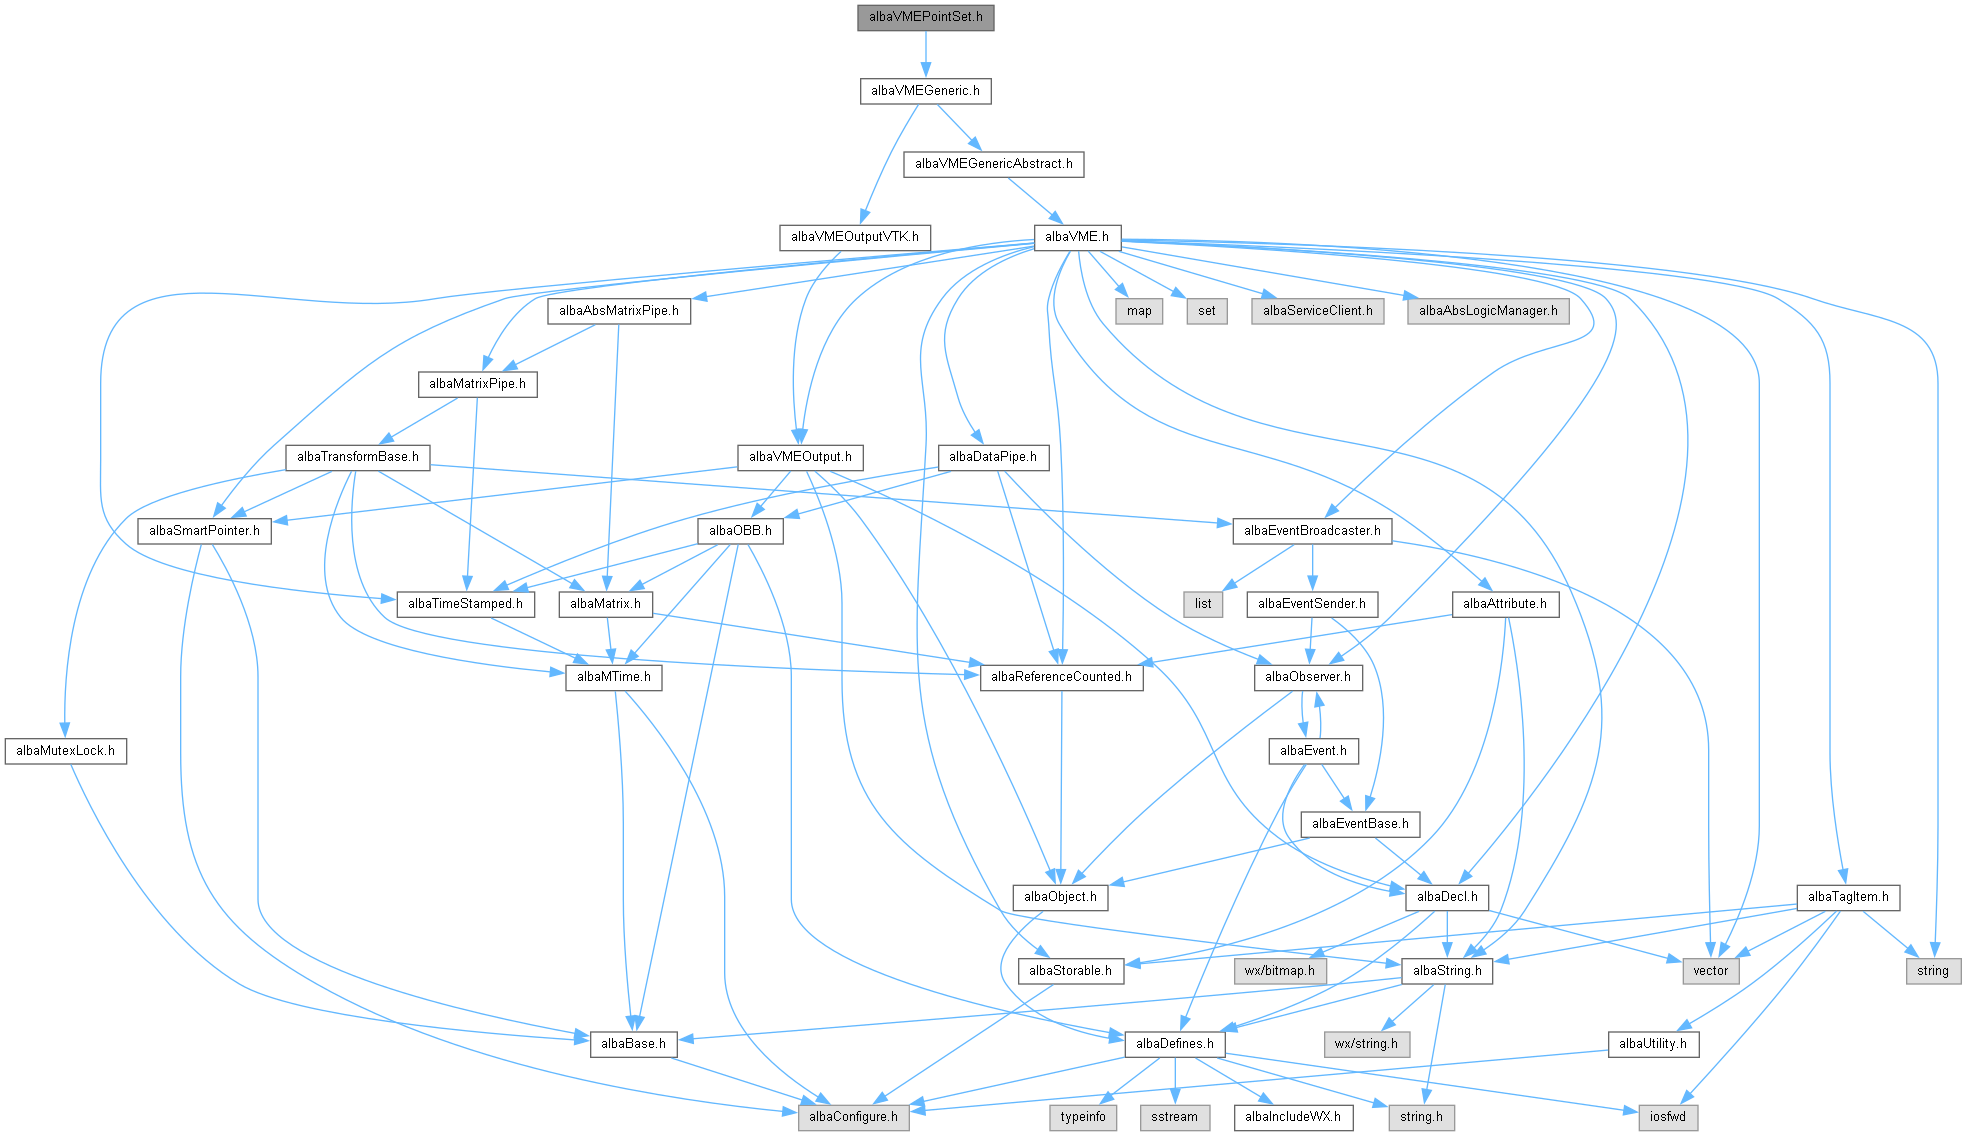 albaVMEPointSet.h
albaVMEGeneric.h
albaVMEGenericAbstract.h
albaVMEOutputVTK.h
albaVME.h
albaAbsMatrixPipe.h
map
set
albaServiceClient.h
albaAbsLogicManager.h
albaMatrixPipe.h
albaTransformBase.h
albaVMEOutput.h
albaDataPipe.h
albaSmartPointer.h
albaOBB.h
albaEventBroadcaster.h
albaTimeStamped.h
albaMatrix.h
list
albaEventSender.h
albaAttribute.h
albaMTime.h
albaReferenceCounted.h
albaObserver.h
albaMutexLock.h
albaEvent.h
albaEventBase.h
albaObject.h
albaDecl.h
albaTagItem.h
albaStorable.h
wx/bitmap.h
albaString.h
vector
string
albaBase.h
albaDefines.h
wx/string.h
albaUtility.h
albaConfigure.h
typeinfo
sstream
albaIncludeWX.h
string.h
iosfwd